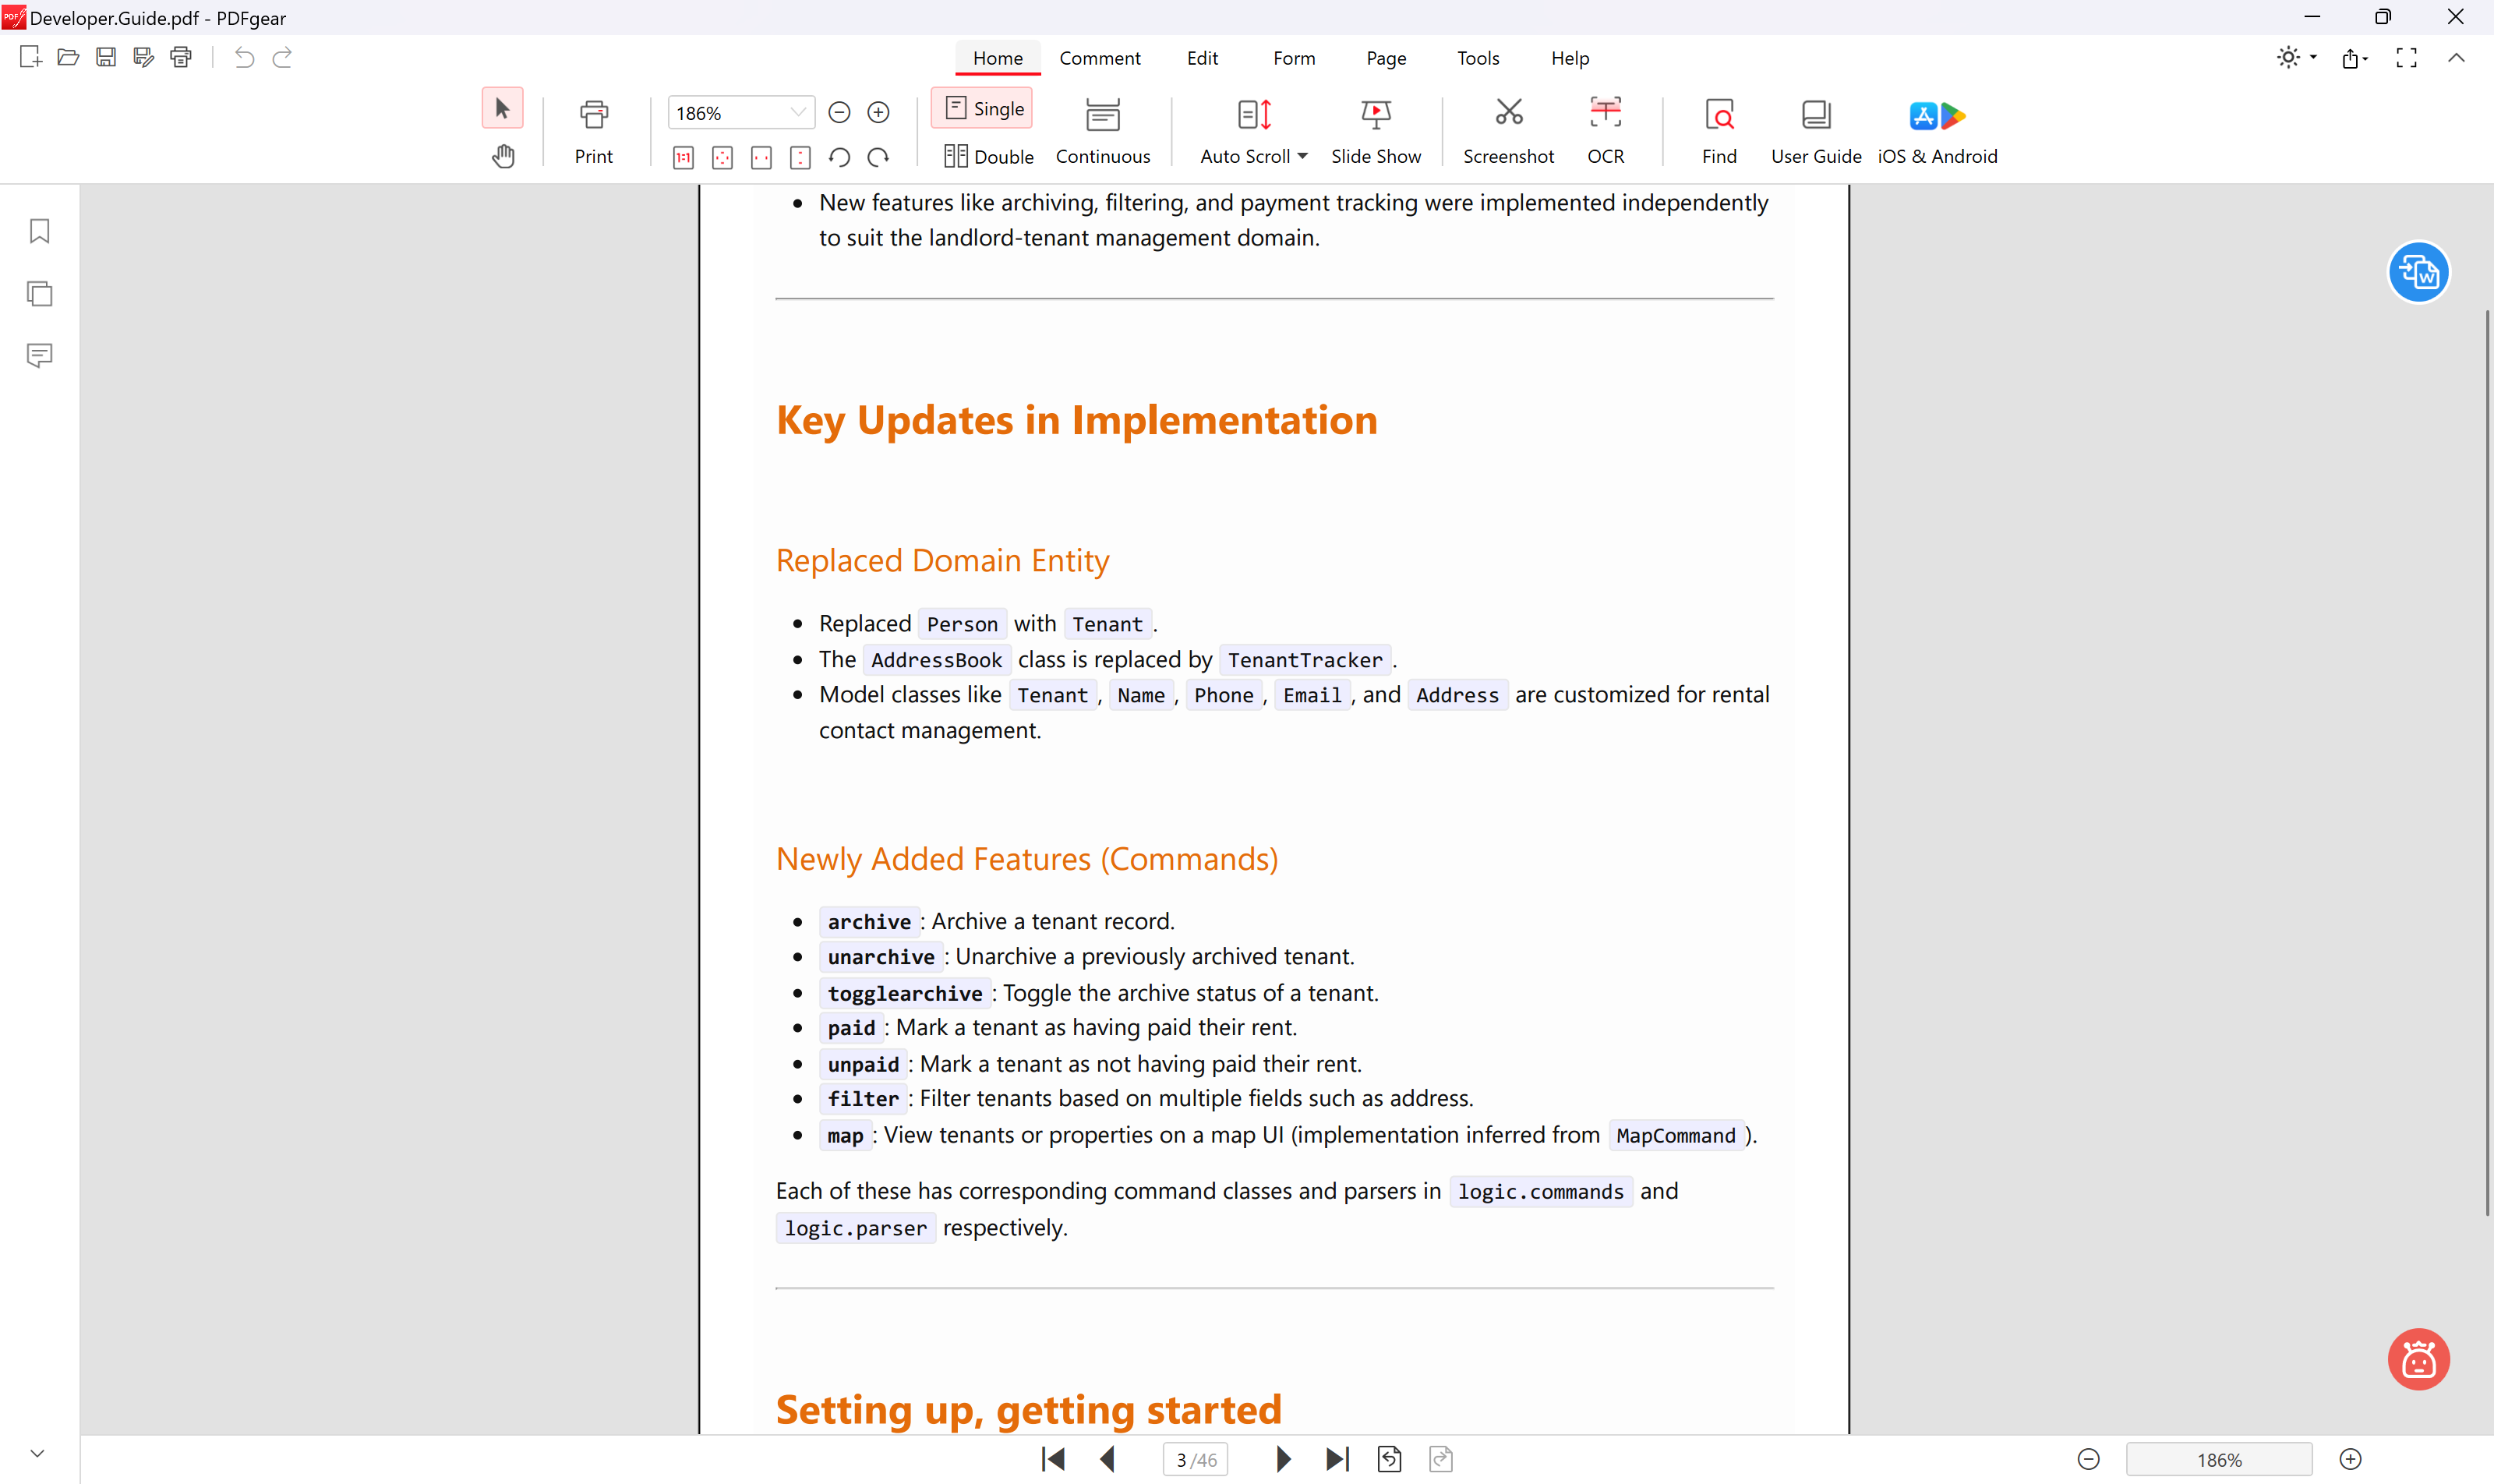 Developer.Guide.pdf - PDFgear
Home Comment Edit Form Page Tools Help
186% Single
Print Double Continuous Auto Scroll Slide Show Screenshot OCR Find User Guide iOS & Android
New features like archiving, filtering, and payment tracking were implemented independently
to suit the landlord-tenant management domain.
Key Updates in Implementation
Replaced Domain Entity
Replaced Person with Tenant.
The AddressBook class is replaced by TenantTracker.
Model classes like Tenant, Name, Phone, Email, and Address are customized for rental
contact management.
Newly Added Features (Commands)
archive: Archive a tenant record.
unarchive: Unarchive a previously archived tenant.
togglearchive: Toggle the archive status of a tenant.
paid: Mark a tenant as having paid their rent.
unpaid: Mark a tenant as not having paid their rent.
filter: Filter tenants based on multiple fields such as address.
map: View tenants or properties on a map UI (implementation inferred from MapCommand).
Each of these has corresponding command classes and parsers in logic.commands and
logic.parser respectively.
Setting up, getting started
3 /46 186%